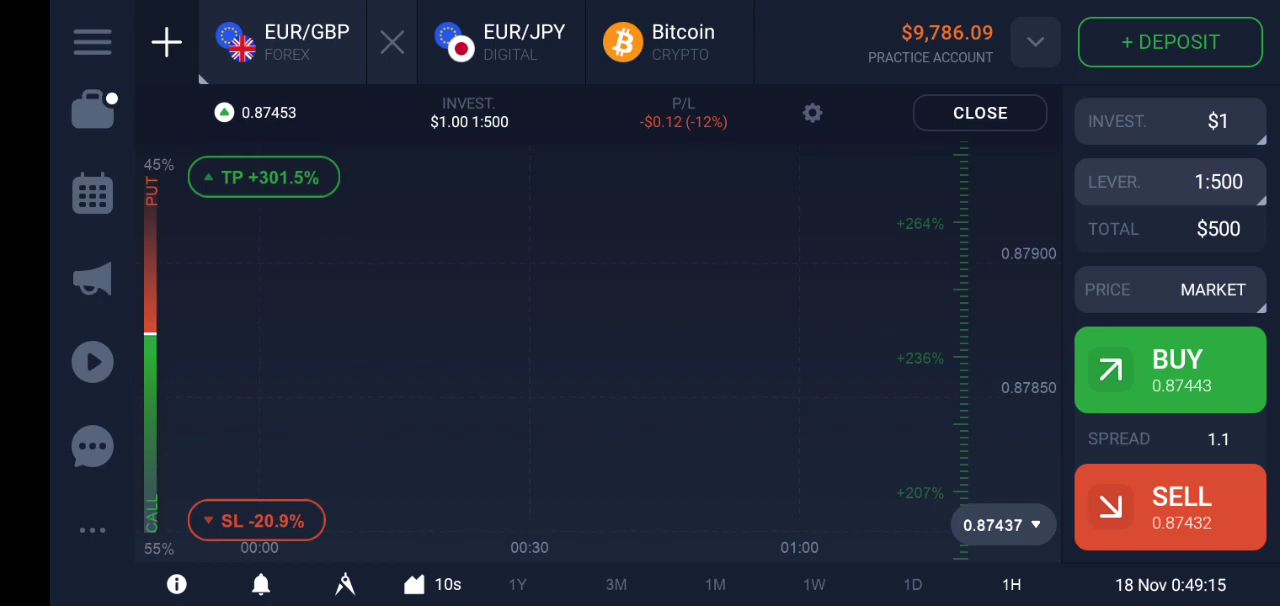 EUR/GBP
FOREX
EUR/JPY
DIGITAL
Bitcoin
CRYPTO
$9,786.09
PRACTICE ACCOUNT
+ DEPOSIT
0.87453
INVEST.
$1.00 1:500
P/L
-$0.12 (-12%)
CLOSE
45%
PUT
TP +301.5%
+264%
0.87900
+236%
0.87850
+207%
0.87437
CALL
SL -20.9%
55%
00:00
00:30
01:00
10s
1Y
3M
1M
1W
1D
1H
INVEST.
$1
LEVER.
1:500
TOTAL
$500
PRICE
MARKET
BUY
0.87443
SPREAD
1.1
SELL
0.87432
18 Nov 0:49:15